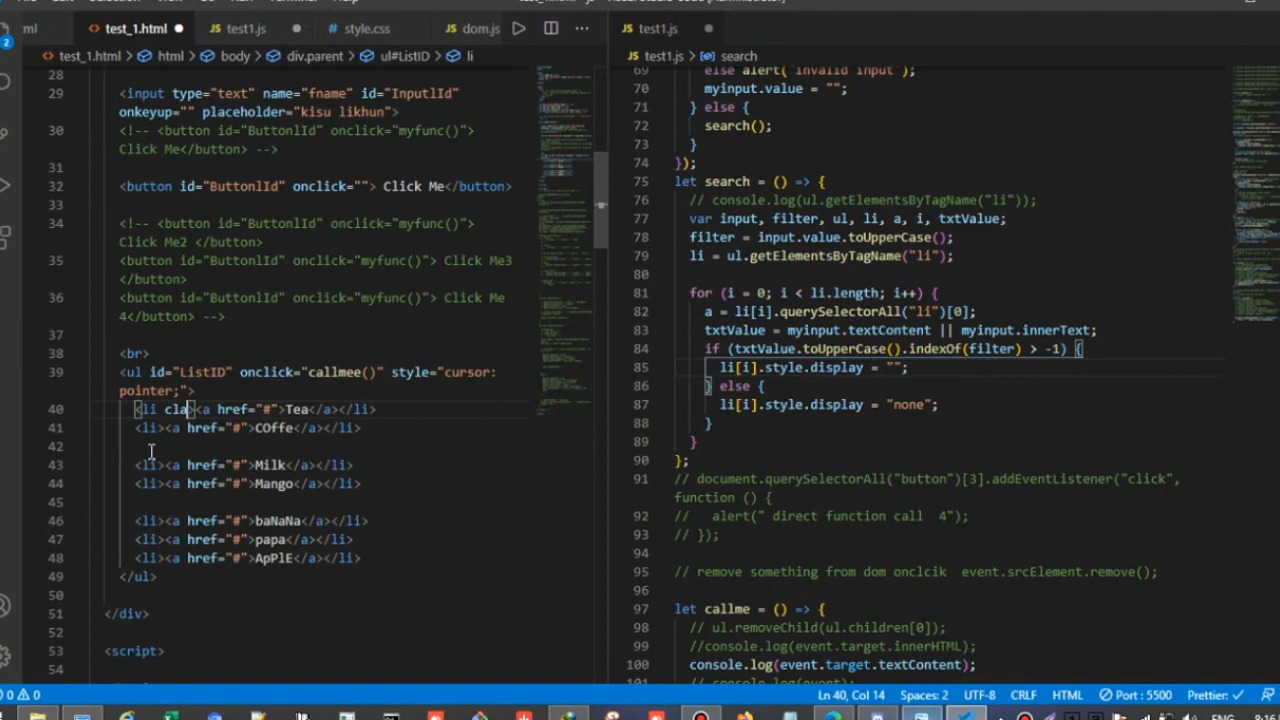 ml
test_1.html
test1.js
style.css
dom.js
test_1.html > html > body > div.parent > ul#ListID > li
28
29 <input type="text" name="fname" id="InputlId"
onkeyup="" placeholder="kisu likhun">
30 <!-- <button id="ButtonlId" onclick="myfunc()">
Click Me</button> -->
31
32 <button id="ButtonlId" onclick=""> Click Me</button>
33
34 <!-- <button id="ButtonlId" onclick="myfunc()">
Click Me2 </button>
35 <button id="ButtonlId" onclick="myfunc()"> Click Me3
</button>
36 <button id="ButtonlId" onclick="myfunc()"> Click Me
4</button> -->
37
38 <br>
39 <ul id="ListID" onclick="callmee()" style="cursor:
pointer;">
40 <li cla><a href="#">Tea</a></li>
41 <li><a href="#">COffe</a></li>
42
43 <li><a href="#">Milk</a></li>
44 <li><a href="#">Mango</a></li>
45
46 <li><a href="#">baNaNa</a></li>
47 <li><a href="#">papa</a></li>
48 <li><a href="#">ApPlE</a></li>
49 </ul>
50
51 </div>
52
53 <script>
54
test1.js
JS test1.js > search
69 else alert("invalid input");
70 myinput.value = "";
71 } else {
72 search();
73 }
74 });
75 let search = () => {
76 // console.log(ul.getElementsByTagName("li"));
77 var input, filter, ul, li, a, i, txtValue;
78 filter = input.value.toUpperCase();
79 li = ul.getElementsByTagName("li");
80
81 for (i = 0; i < li.length; i++) {
82 a = li[i].querySelectorAll("li")[0];
83 txtValue = myinput.textContent || myinput.innerText;
84 if (txtValue.toUpperCase().indexOf(filter) > -1) {
85 li[i].style.display = "";
86 } else {
87 li[i].style.display = "none";
88 }
89 }
90 };
91 // document.querySelectorAll("button")[3].addEventListener("click",
function () {
92 // alert(" direct function call 4");
93 // });
94
95 // remove something from dom onclcik event.srcElement.remove();
96
97 let callme = () => {
98 // ul.removeChild(ul.children[0]);
99 //console.log(event.target.innerHTML);
100 console.log(event.target.textContent);
0 0 Ln 40, Col 14 Spaces: 2 UTF-8 CRLF HTML Port : 5500 Prettier: ✓